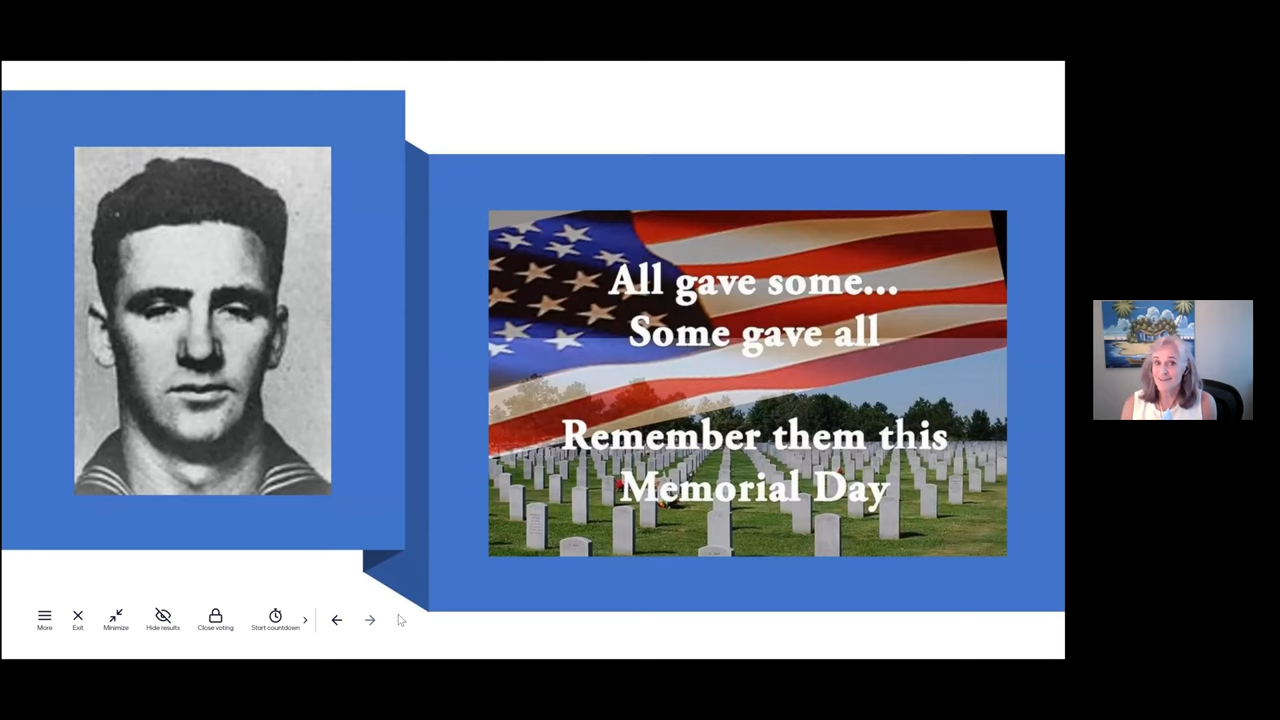 All gave some...
Some gave all
Remember them this
Memorial Day
More
Exit
Minimize
Hide results
Close voting
Start countdown